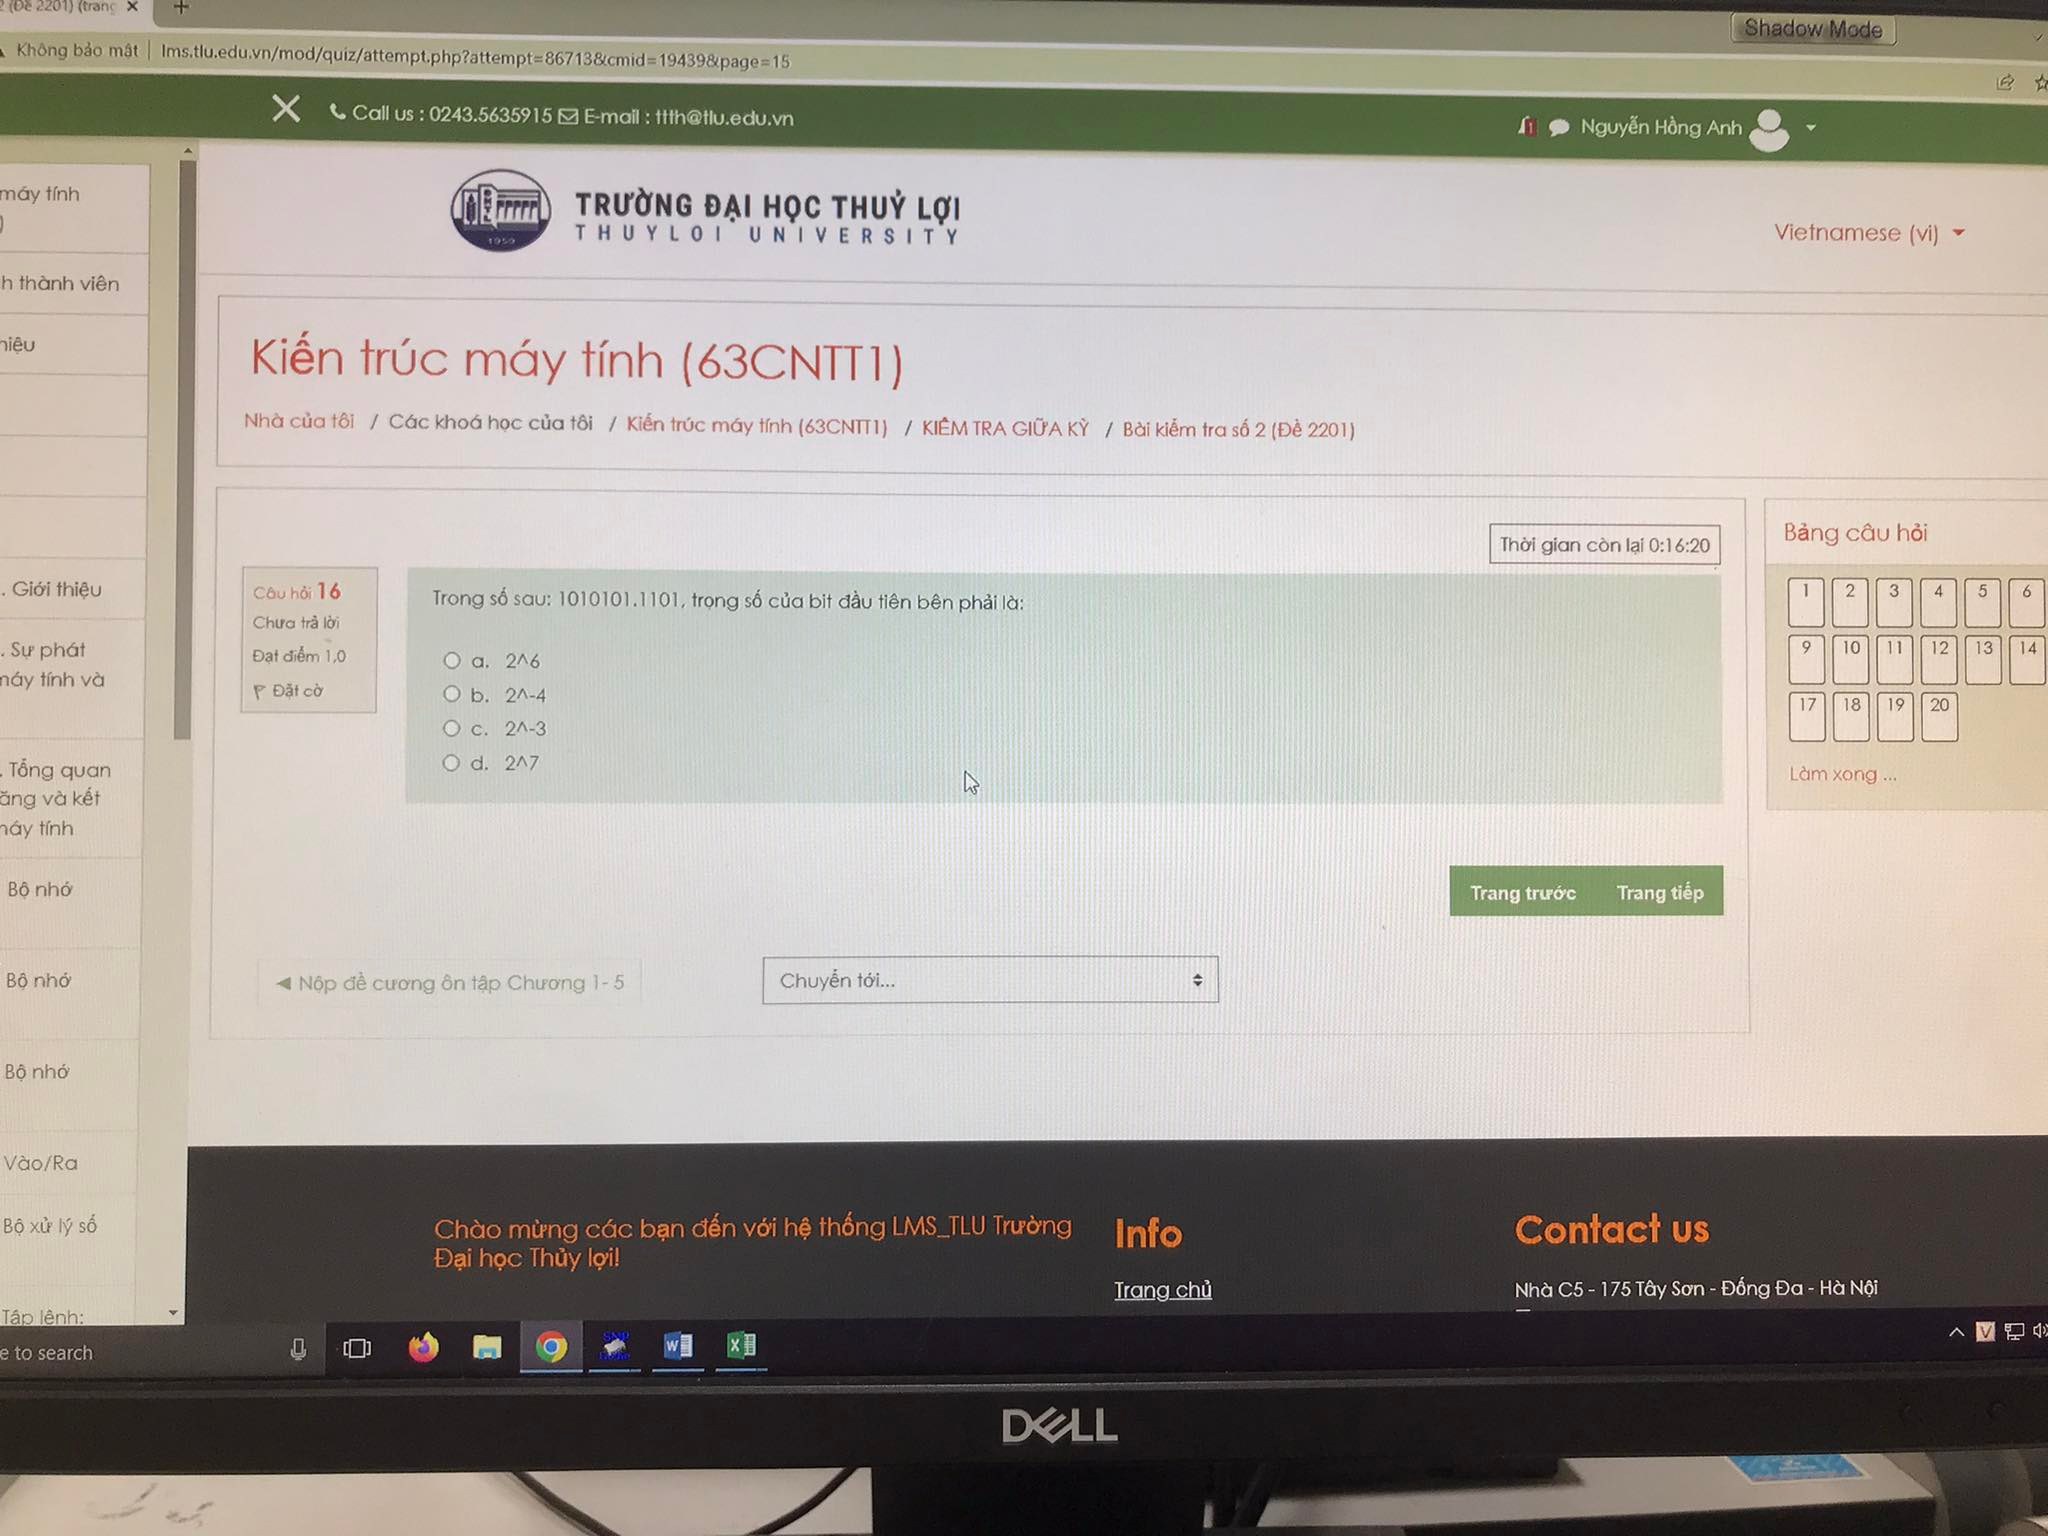 2 (Đề 2201) (trang
Shadow Mode
Không bảo mật | lms.tlu.edu.vn/mod/quiz/attempt.php?attempt=86713&cmid=19439&page=15
Call us : 0243.5635915 E-mail : ttth@tlu.edu.vn
1 Nguyễn Hồng Anh
TRƯỜNG ĐẠI HỌC THUỶ LỢI
THUYLOI UNIVERSITY
1959
Vietnamese (vi)
máy tính
)
h thành viên
hiệu
. Giới thiệu
. Sự phát
máy tính và
. Tổng quan
ăng và kết
máy tính
Bộ nhớ
Bộ nhớ
Bộ nhớ
Vào/Ra
Bộ xử lý số
Tập lệnh:
Kiến trúc máy tính (63CNTT1)
Nhà của tôi / Các khoá học của tôi / Kiến trúc máy tính (63CNTT1) / KIỂM TRA GIỮA KỲ / Bài kiểm tra số 2 (Đề 2201)
Thời gian còn lại 0:16:20
Câu hỏi 16
Chưa trả lời
Đạt điểm 1,0
Đặt cờ
Trong số sau: 1010101.1101, trọng số của bit đầu tiên bên phải là:
a. 2^6
b. 2^-4
c. 2^-3
d. 2^7
Trang trước Trang tiếp
◄ Nộp đề cương ôn tập Chương 1- 5
Chuyển tới...
Bảng câu hỏi
1 2 3 4 5 6
9 10 11 12 13 14
17 18 19 20
Làm xong ...
Chào mừng các bạn đến với hệ thống LMS_TLU Trường
Đại học Thủy lợi!
Info
Trang chủ
Contact us
Nhà C5 - 175 Tây Sơn - Đống Đa - Hà Nội
e to search
V
DELL